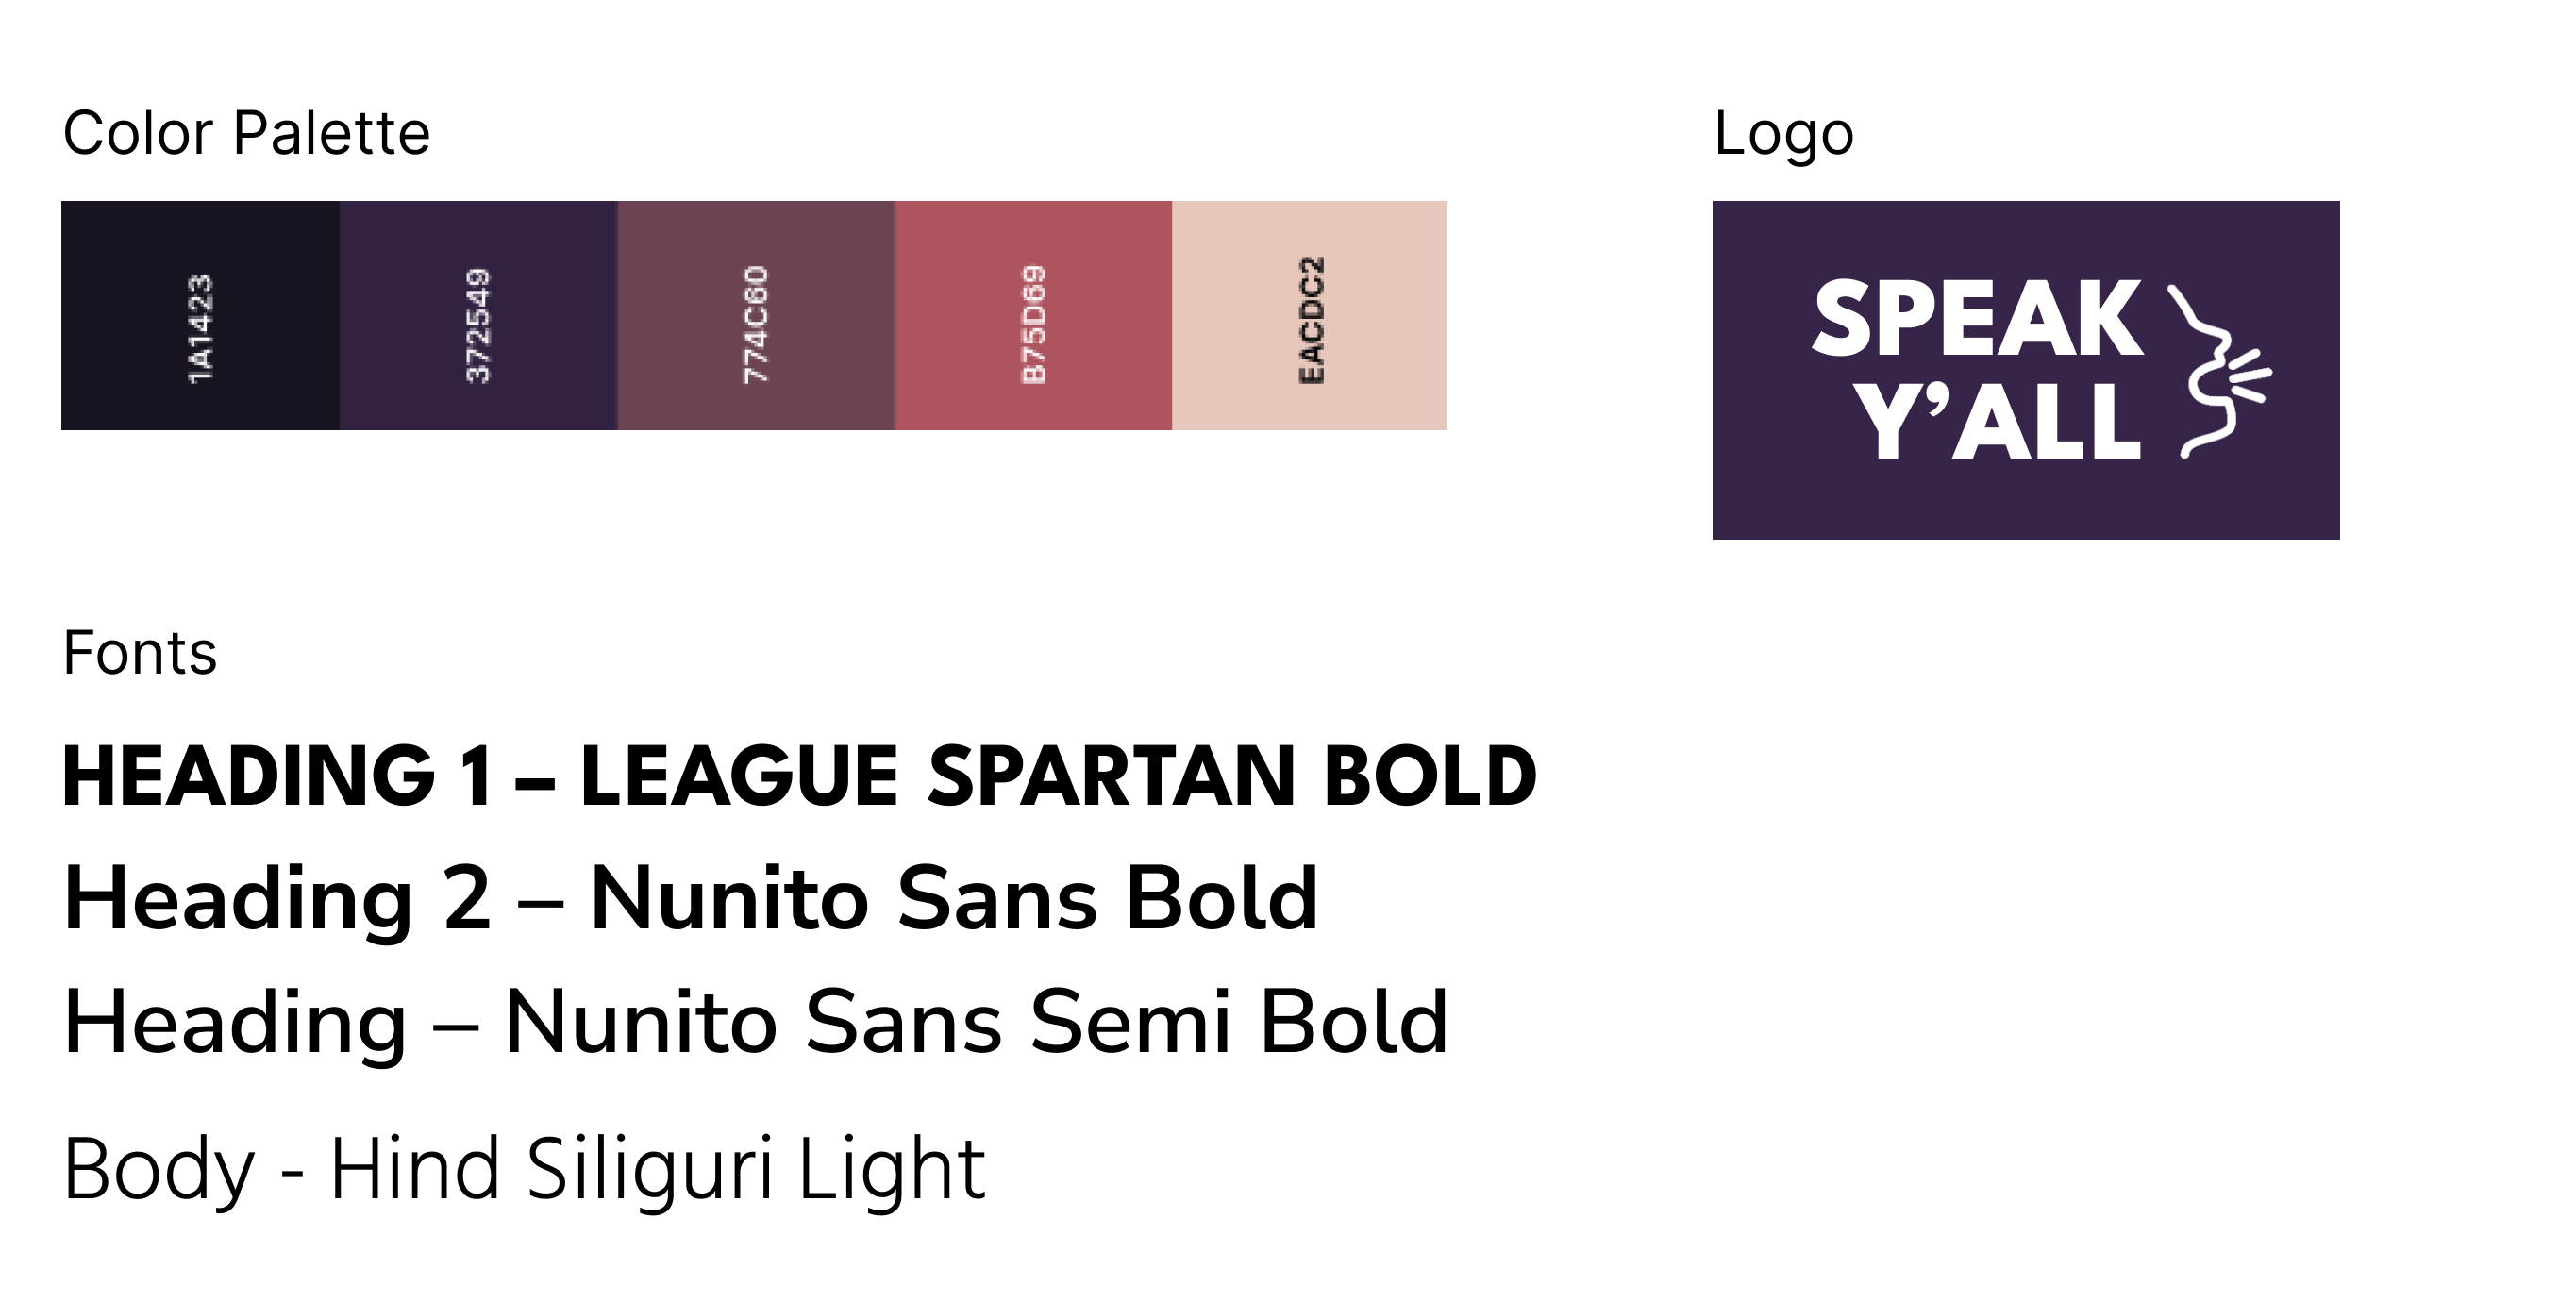 Color Palette
1A1423
372549
774C60
B75D69
EACDC2
Logo
SPEAK
Y’ALL
Fonts
HEADING 1 – LEAGUE SPARTAN BOLD
Heading 2 – Nunito Sans Bold
Heading – Nunito Sans Semi Bold
Body - Hind Siliguri Light